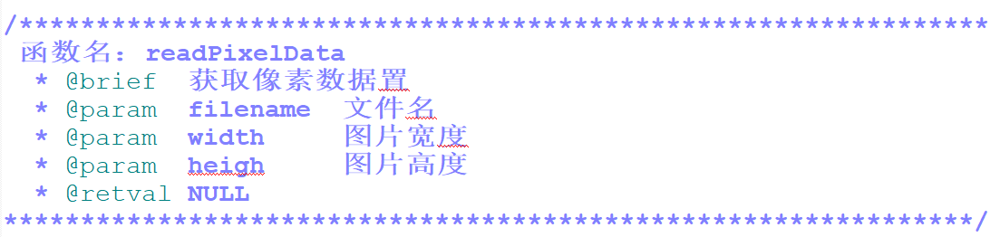 /***************************************************************
函数名: readPixelData
* @brief 获取像素数据置
* @param filename 文件名
* @param width 图片宽度
* @param heigh 图片高度
* @retval NULL
***************************************************************/